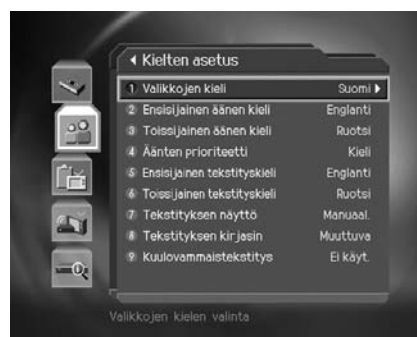 Kielten asetus
1 Valikkojen kieli Suomi
2 Ensisijainen äänen kieli Englanti
3 Toissijainen äänen kieli Ruotsi
4 Äänten prioriteetti Kieli
5 Ensijainen tekstityskieli Englanti
6 Toissijainen tekstityskieli Ruotsi
7 Tekstityksen näyttö Manuaal.
8 Tekstityksen kirjasin Muuttuva
9 Kuulovammaistekstitys Ei käyt.
Valikkojen kielen valinta